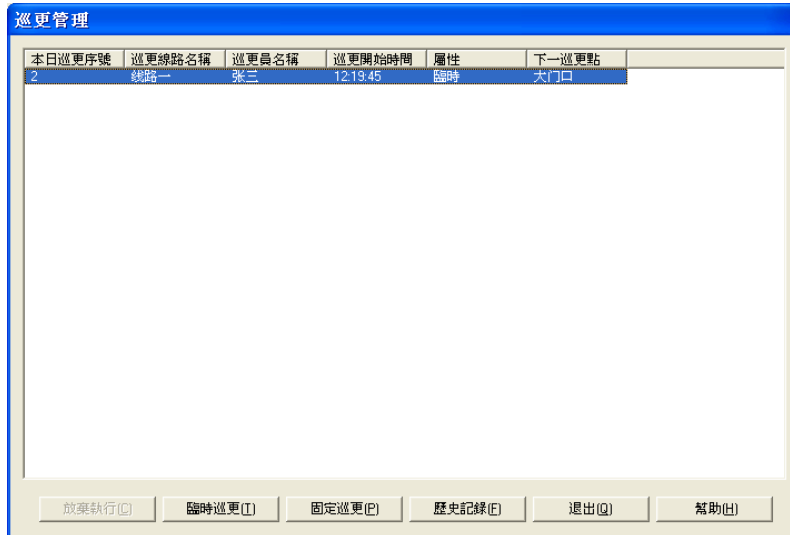 巡更管理
本日巡更序號 巡更線路名稱 巡更員名稱 巡更開始時間 屬性 下一巡更點
2 线路一 张三 12:19:45 臨時 大门口
放棄執行(C) 臨時巡更(T) 固定巡更(P) 歷史記錄(F) 退出(Q) 幫助(H)